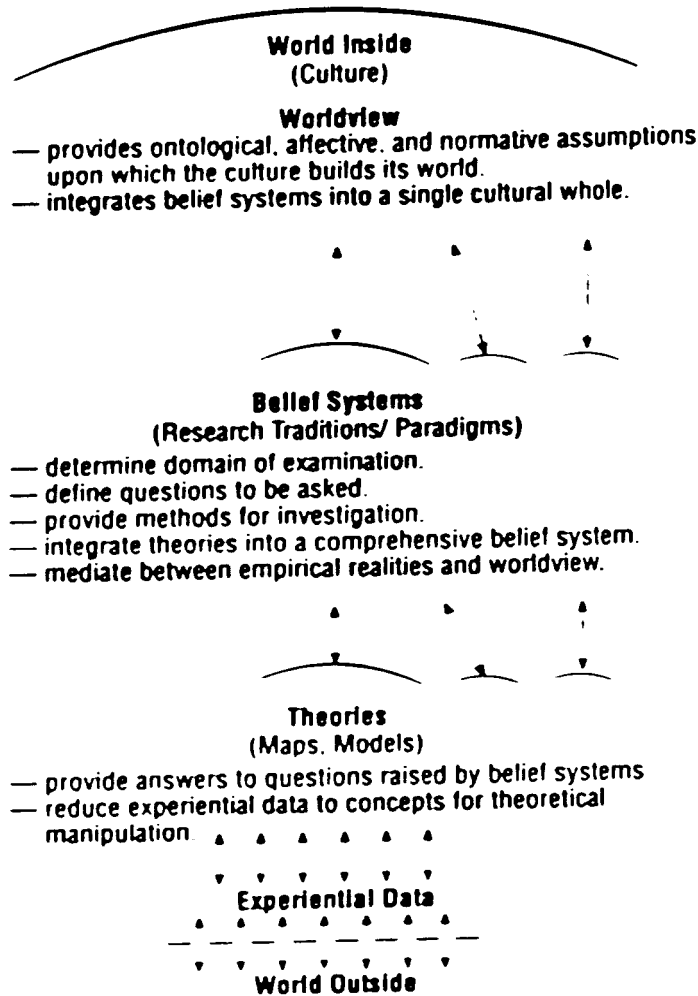 World Inside
(Culture)
Worldview
— provides ontological, affective, and normative assumptions
upon which the culture builds its world.
— integrates belief systems into a single cultural whole.
Belief Systems
(Research Traditions/ Paradigms)
— determine domain of examination.
— define questions to be asked.
— provide methods for investigation.
— integrate theories into a comprehensive belief system.
— mediate between empirical realities and worldview.
Theories
(Maps, Models)
— provide answers to questions raised by belief systems
— reduce experiential data to concepts for theoretical
manipulation.
Experiential Data
World Outside